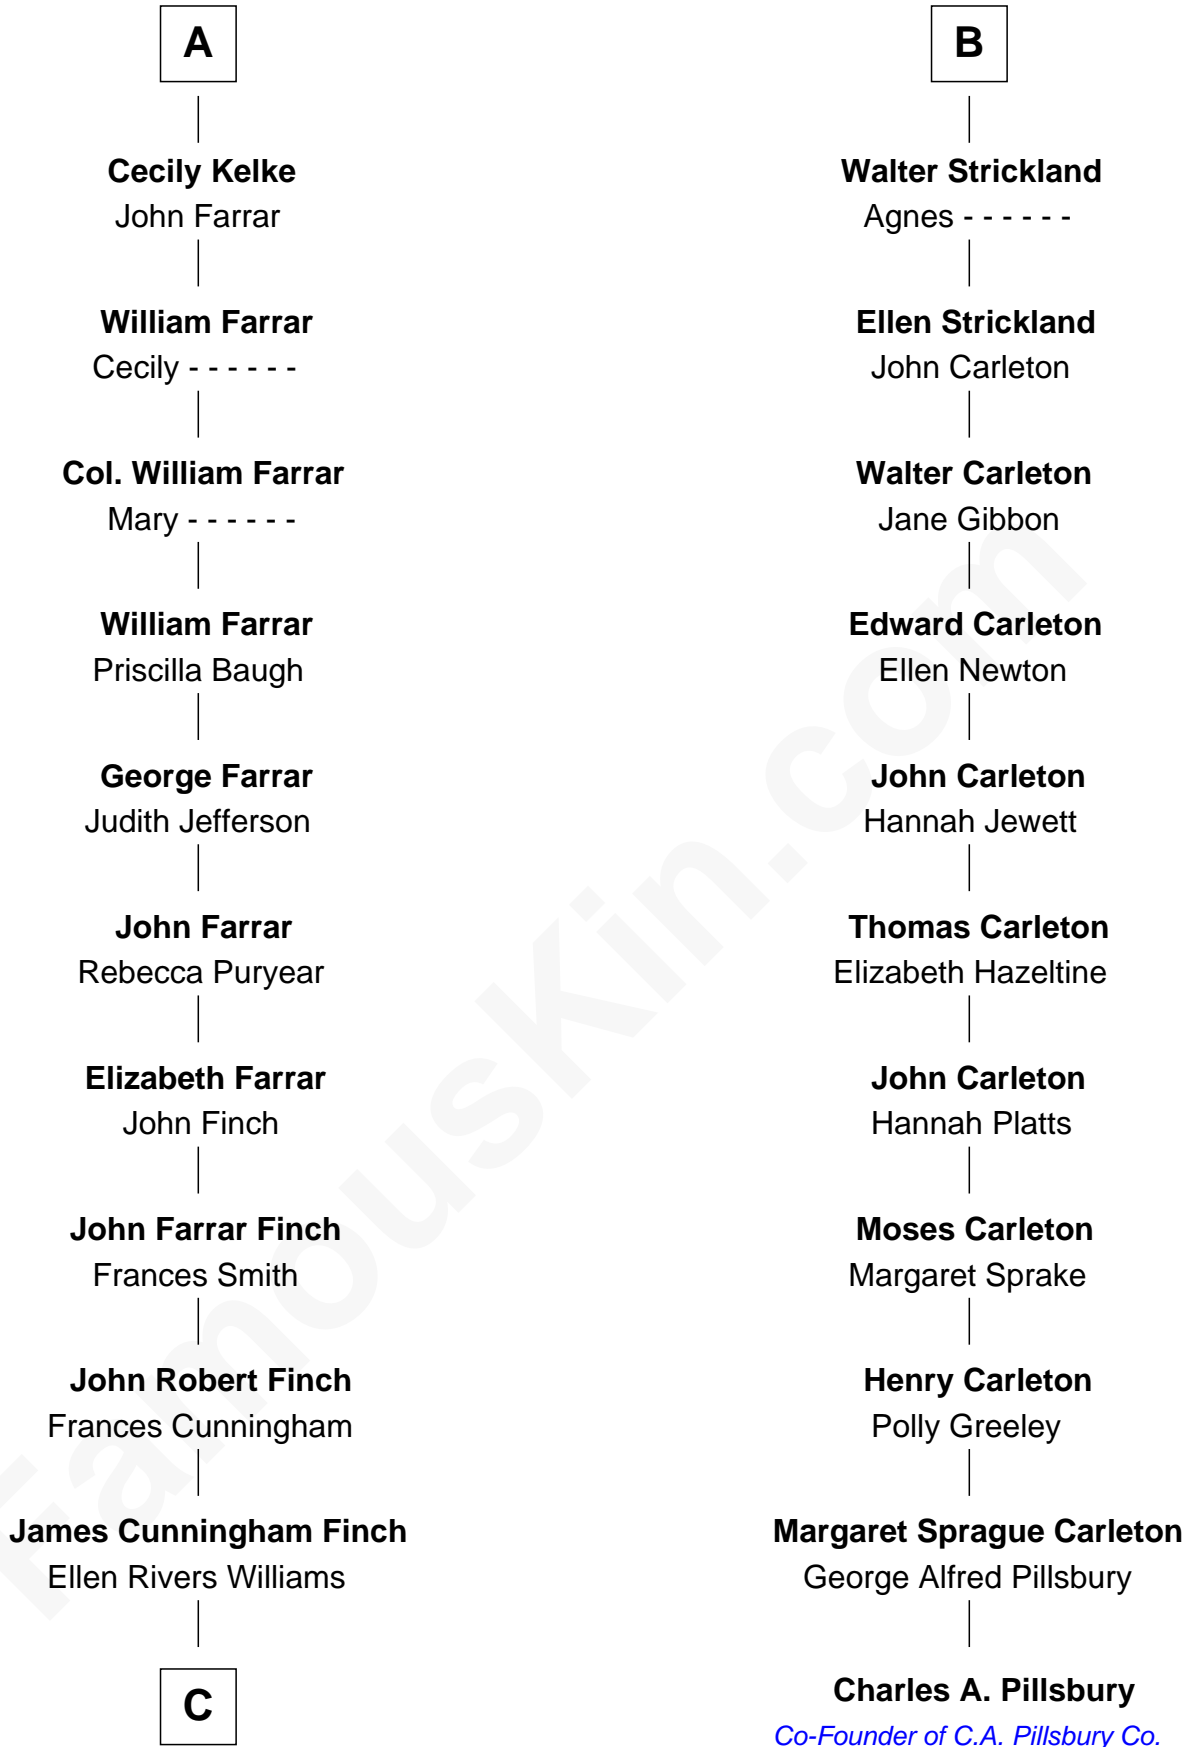 A
Cecily Kelke
John Farrar
William Farrar
Cecily - - - - - -
Col. William Farrar
Mary - - - - - -
William Farrar
Priscilla Baugh
George Farrar
Judith Jefferson
John Farrar
Rebecca Puryear
Elizabeth Farrar
John Finch
John Farrar Finch
Frances Smith
John Robert Finch
Frances Cunningham
James Cunningham Finch
Ellen Rivers Williams
C
B
Walter Strickland
Agnes - - - - - -
Ellen Strickland
John Carleton
Walter Carleton
Jane Gibbon
Edward Carleton
Ellen Newton
John Carleton
Hannah Jewett
Thomas Carleton
Elizabeth Hazeltine
John Carleton
Hannah Platts
Moses Carleton
Margaret Sprake
Henry Carleton
Polly Greeley
Margaret Sprague Carleton
George Alfred Pillsbury
Charles A. Pillsbury
Co-Founder of C.A. Pillsbury Co.
FamousKin.com